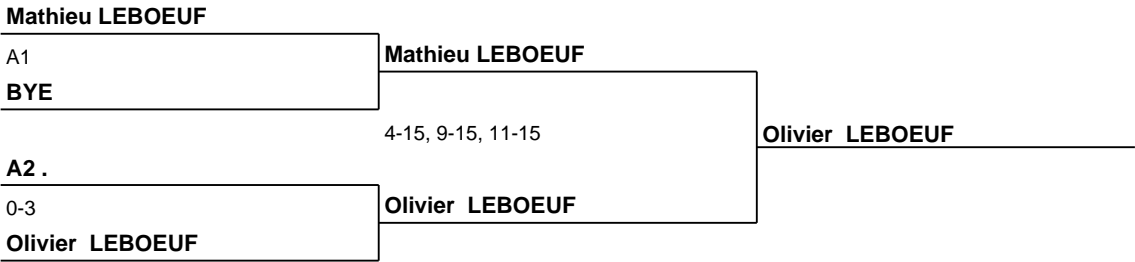 Mathieu LEBOEUF
A1
Mathieu LEBOEUF
BYE
4-15, 9-15, 11-15
Olivier LEBOEUF
A2 .
0-3
Olivier LEBOEUF
Olivier LEBOEUF